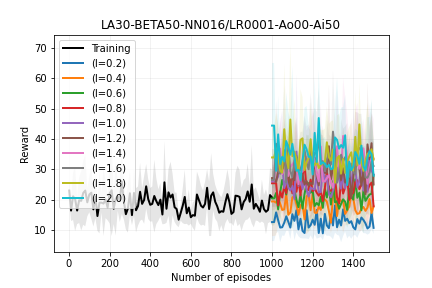 LA30-BETA50-NN016/LR0001-Ao00-Ai50
70
60
50
40
30
20
10
Reward
Training
(l=0.2)
(l=0.4)
(l=0.6)
(l=0.8)
(l=1.0)
(l=1.2)
(l=1.4)
(l=1.6)
(l=1.8)
(l=2.0)
0 200 400 600 800 1000 1200 1400
Number of episodes